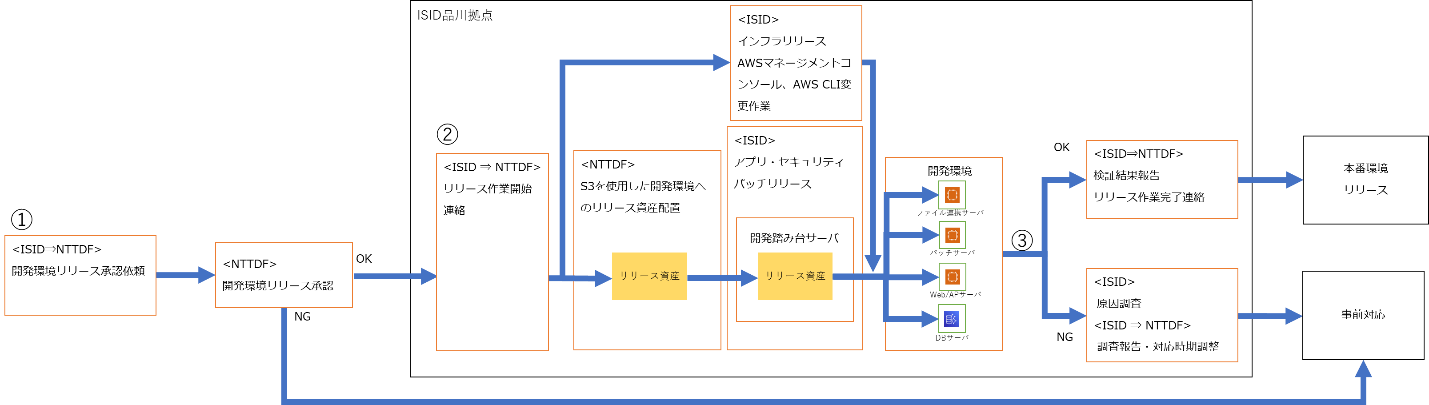 ISID品川拠点
①
<ISID⇒NTTDF>
開発環境リリース承認依頼
<NTTDF>
開発環境リリース承認
OK
NG
②
<ISID ⇒ NTTDF>
リリース作業開始
連絡
<NTTDF>
S3を使用した開発環境へ
のリリース資産配置
リリース資産
<ISID>
インフラリリース
AWSマネージメントコ
ンソール、AWS CLI変
更作業
<ISID>
アプリ・セキュリティ
パッチリリース
開発踏み台サーバ
リリース資産
開発環境
ファイル連携サーバ
バッチサーバ
Web/APサーバ
DBサーバ
③
OK
<ISID⇒NTTDF>
検証結果報告
リリース作業完了連絡
本番環境
リリース
NG
<ISID>
原因調査
<ISID ⇒ NTTDF>
調査報告・対応時期調整
事前対応